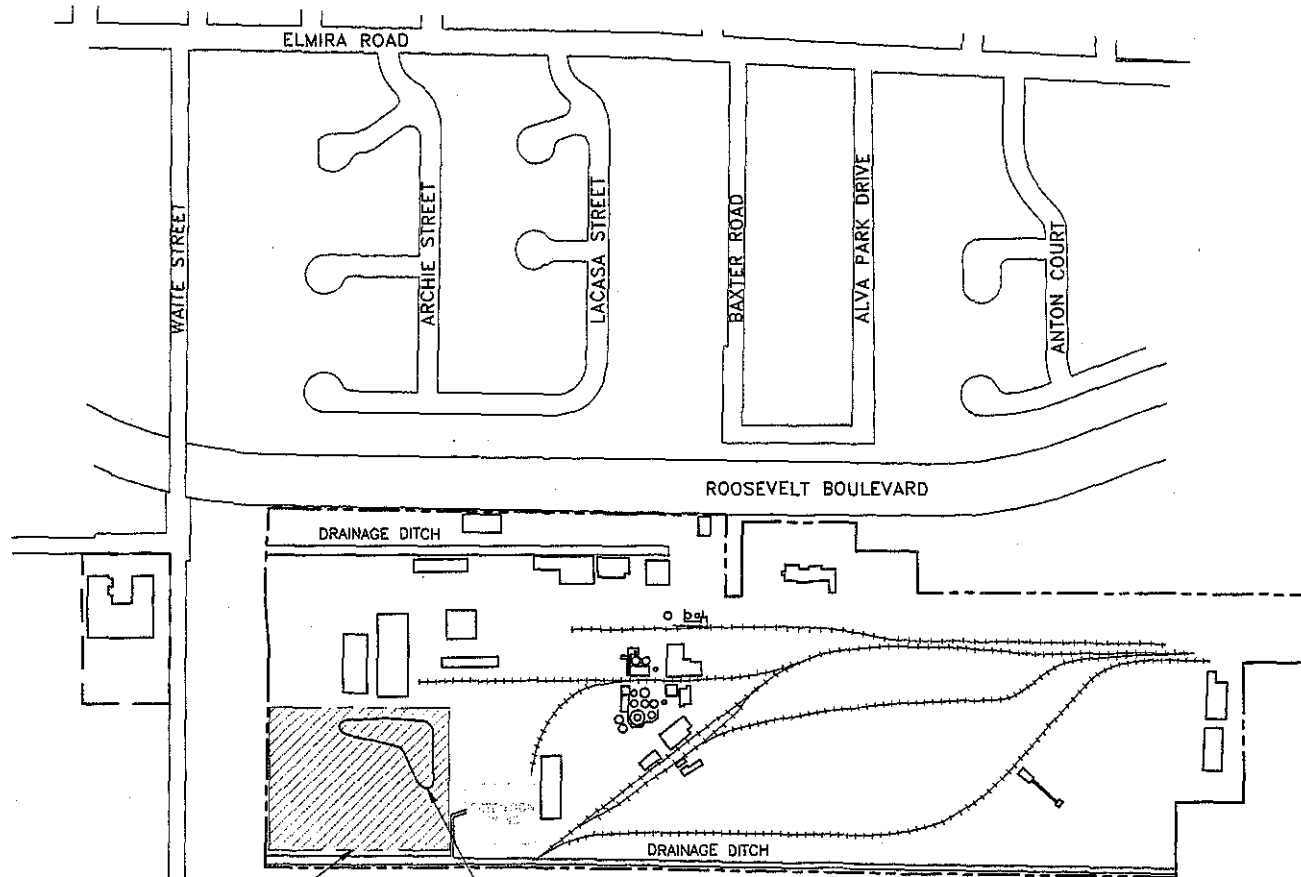 ELMIRA ROAD
WAITE STREET
ARCHIE STREET
LACASA STREET
BAXTER ROAD
ALVA PARK DRIVE
ANTON COURT
ROOSEVELT BOULEVARD
DRAINAGE DITCH
DRAINAGE DITCH